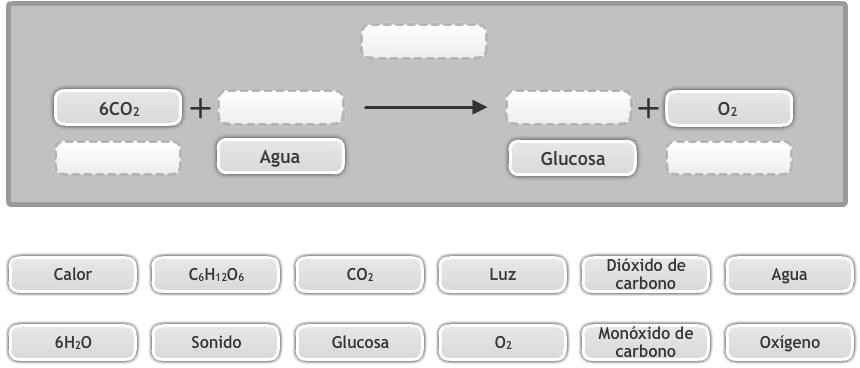 6CO₂ + → + O₂
Agua Glucosa
Calor C₆H₁₂O₆ CO₂ Luz Dióxido de carbono Agua
6H₂O Sonido Glucosa O₂ Monóxido de carbono Oxígeno